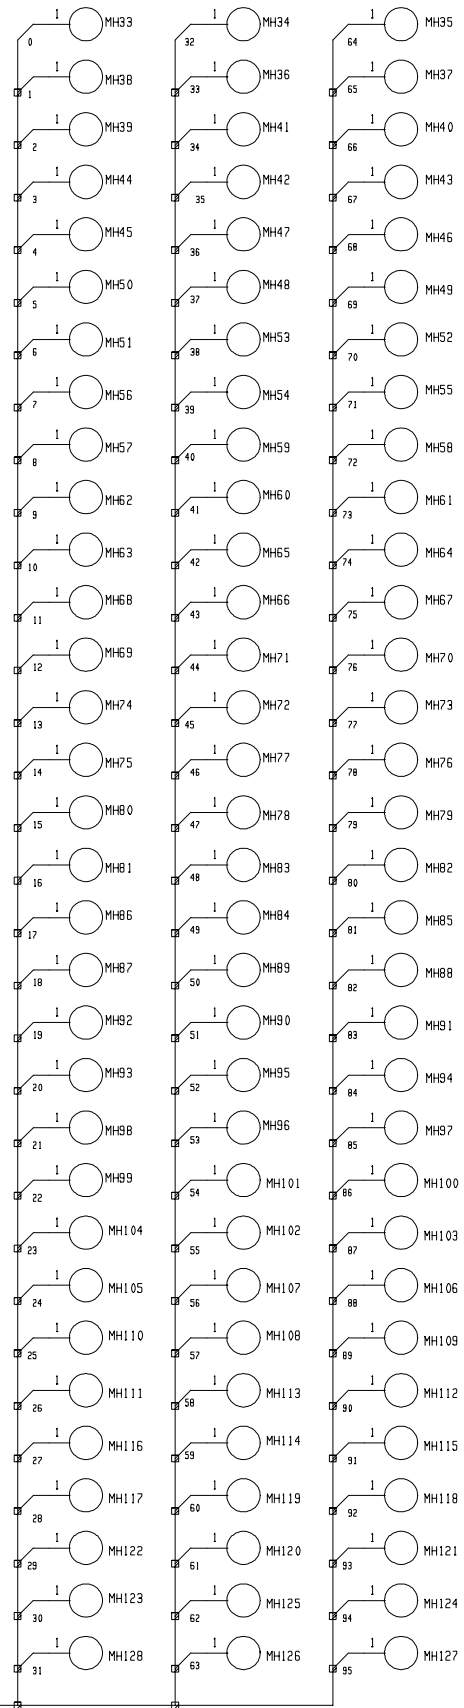 1 MH33 1 MH34 1 MH35
0 32 64
1 MH38 1 MH36 1 MH37
1 33 65
1 MH39 1 MH41 1 MH40
2 34 66
1 MH44 1 MH42 1 MH43
3 35 67
1 MH45 1 MH47 1 MH46
4 36 68
1 MH50 1 MH48 1 MH49
5 37 69
1 MH51 1 MH53 1 MH52
6 38 70
1 MH56 1 MH54 1 MH55
7 39 71
1 MH57 1 MH59 1 MH58
8 40 72
1 MH62 1 MH60 1 MH61
9 41 73
1 MH63 1 MH65 1 MH64
10 42 74
1 MH68 1 MH66 1 MH67
11 43 75
1 MH69 1 MH71 1 MH70
12 44 76
1 MH74 1 MH72 1 MH73
13 45 77
1 MH75 1 MH77 1 MH76
14 46 78
1 MH80 1 MH78 1 MH79
15 47 79
1 MH81 1 MH83 1 MH82
16 48 80
1 MH86 1 MH84 1 MH85
17 49 81
1 MH87 1 MH89 1 MH88
18 50 82
1 MH92 1 MH90 1 MH91
19 51 83
1 MH93 1 MH95 1 MH94
20 52 84
1 MH98 1 MH96 1 MH97
21 53 85
1 MH99 1 MH101 1 MH100
22 54 86
1 MH104 1 MH102 1 MH103
23 55 87
1 MH105 1 MH107 1 MH106
24 56 88
1 MH110 1 MH108 1 MH109
25 57 89
1 MH111 1 MH113 1 MH112
26 58 90
1 MH116 1 MH114 1 MH115
27 59 91
1 MH117 1 MH119 1 MH118
28 60 92
1 MH122 1 MH120 1 MH121
29 61 93
1 MH123 1 MH125 1 MH124
30 62 94
1 MH128 1 MH126 1 MH127
31 63 95